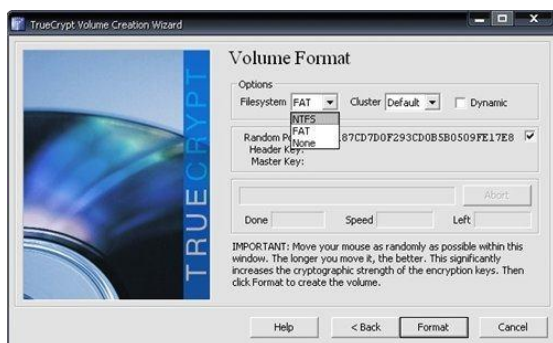 TrueCrypt Volume Creation Wizard
TRUECRYPT
Volume Format
Options
Filesystem FAT Cluster Default Dynamic
NTFS
FAT
None
Random 87CD7D0F293CD0B5B0509FE17E8
Header Key:
Master Key:
Abort
Done Speed Left
IMPORTANT: Move your mouse as randomly as possible within this
window. The longer you move it, the better. This significantly
increases the cryptographic strength of the encryption keys. Then
click Format to create the volume.
Help < Back Format Cancel